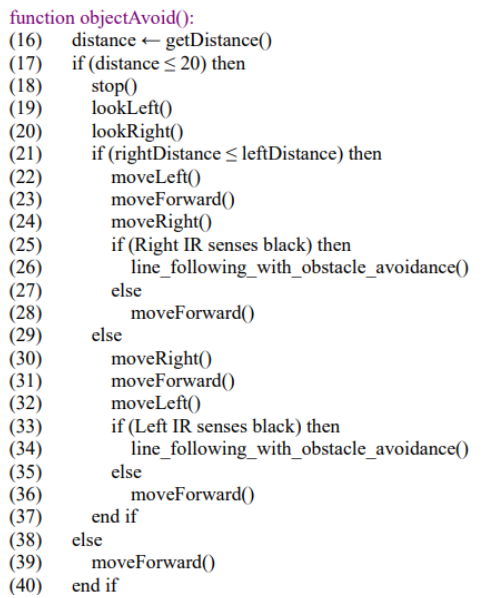 function objectAvoid():
(16) distance ← getDistance()
(17) if (distance ≤ 20) then
(18) stop()
(19) lookLeft()
(20) lookRight()
(21) if (rightDistance ≤ leftDistance) then
(22) moveLeft()
(23) moveForward()
(24) moveRight()
(25) if (Right IR senses black) then
(26) line_following_with_obstacle_avoidance()
(27) else
(28) moveForward()
(29) else
(30) moveRight()
(31) moveForward()
(32) moveLeft()
(33) if (Left IR senses black) then
(34) line_following_with_obstacle_avoidance()
(35) else
(36) moveForward()
(37) end if
(38) else
(39) moveForward()
(40) end if